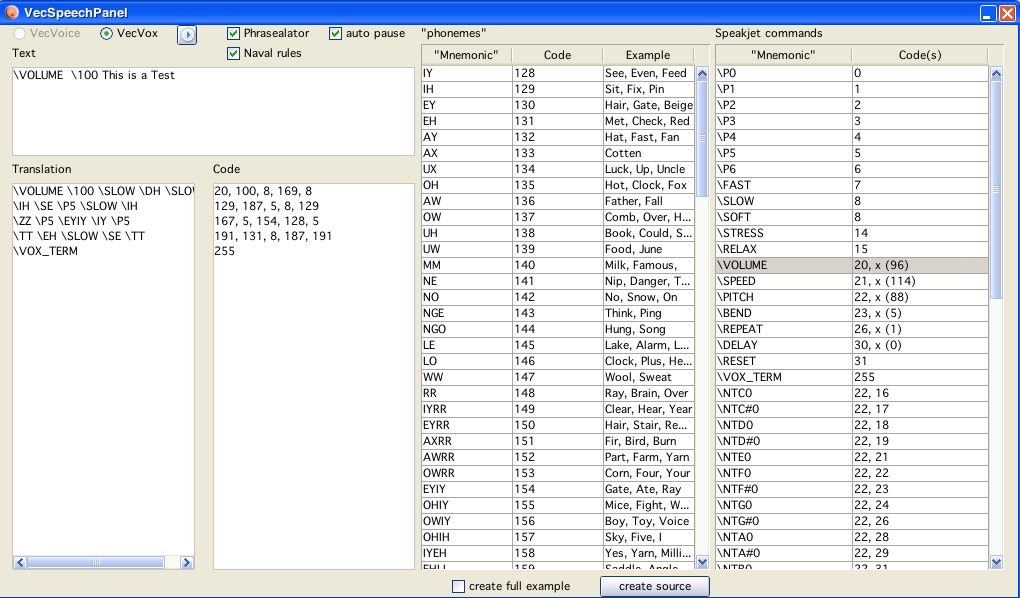 VecSpeechPanel
VecVoice VecVox Phrasealator auto pause
Naval rules
Text
\VOLUME  \100 This is a Test
Translation
\VOLUME \100 \SLOW \DH \SLOW
\IH \SE \P5 \SLOW \IH
\ZZ \P5 \EYIY \IY \P5
\TT \EH \SLOW \SE \TT
\VOX_TERM
Code
20, 100, 8, 169, 8
129, 187, 5, 8, 129
167, 5, 154, 128, 5
191, 131, 8, 187, 191
255
"phonemes"
"Mnemonic" Code Example
IY 128 See, Even, Feed
IH 129 Sit, Fix, Pin
EY 130 Hair, Gate, Beige
EH 131 Met, Check, Red
AY 132 Hat, Fast, Fan
AX 133 Cotten
UX 134 Luck, Up, Uncle
OH 135 Hot, Clock, Fox
AW 136 Father, Fall
OW 137 Comb, Over, H...
UH 138 Book, Could, S...
UW 139 Food, June
MM 140 Milk, Famous,
NE 141 Nip, Danger, T...
NO 142 No, Snow, On
NGE 143 Think, Ping
NGO 144 Hung, Song
LE 145 Lake, Alarm, L...
LO 146 Clock, Plus, He...
WW 147 Wool, Sweat
RR 148 Ray, Brain, Over
IYRR 149 Clear, Hear, Year
EYRR 150 Hair, Stair, Re...
AXRR 151 Fir, Bird, Burn
AWRR 152 Part, Farm, Yarn
OWRR 153 Corn, Four, Your
EYIY 154 Gate, Ate, Ray
OHIY 155 Mice, Fight, W...
OWIY 156 Boy, Toy, Voice
OHIH 157 Sky, Five, I
IYEH 158 Yes, Yarn, Milli...
EHLL 159 Saddle, Angle,
Speakjet commands
"Mnemonic" Code(s)
\P0 0
\P1 1
\P2 2
\P3 3
\P4 4
\P5 5
\P6 6
\FAST 7
\SLOW 8
\SOFT 8
\STRESS 14
\RELAX 15
\VOLUME 20, x (96)
\SPEED 21, x (114)
\PITCH 22, x (88)
\BEND 23, x (5)
\REPEAT 26, x (1)
\DELAY 30, x (0)
\RESET 31
\VOX_TERM 255
\NTC0 22, 16
\NTC#0 22, 17
\NTD0 22, 18
\NTD#0 22, 19
\NTE0 22, 21
\NTF0 22, 22
\NTF#0 22, 23
\NTG0 22, 24
\NTG#0 22, 26
\NTA0 22, 28
\NTA#0 22, 29
\NTB0 22, 31
create full example create source